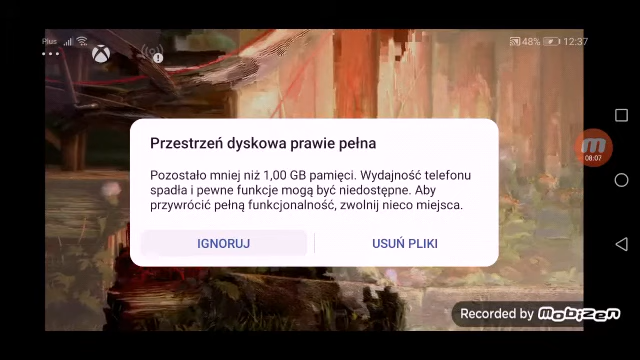 Plus 48% 12:37
Przestrzeń dyskowa prawie pełna
Pozostało mniej niż 1,00 GB pamięci. Wydajność telefonu
spadła i pewne funkcje mogą być niedostępne. Aby
przywrócić pełną funkcjonalność, zwolnij nieco miejsca.
IGNORUJ USUŃ PLIKI
08:07
Recorded by Mobizen